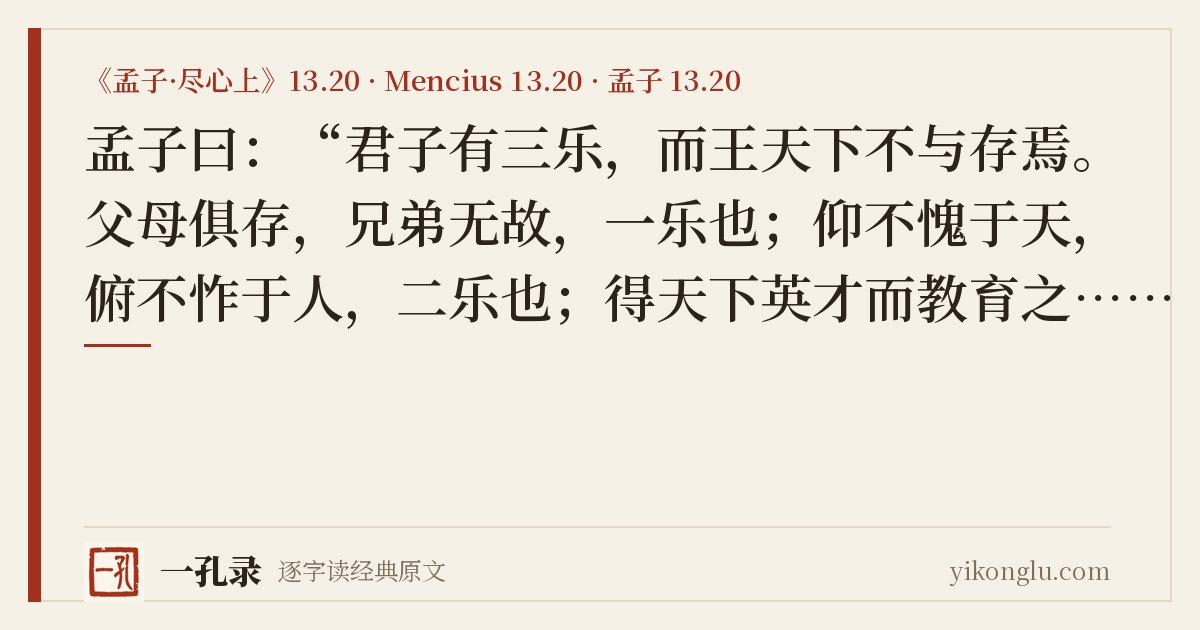 《孟子·尽心上》13.20 · Mencius 13.20 · 孟子 13.20
孟子曰：“君子有三乐，而王天下不与存焉。
父母俱存，兄弟无故，一乐也；仰不愧于天，
俯不怍于人，二乐也；得天下英才而教育之……
一孔
一孔录 逐字读经典原文 yikonglu.com